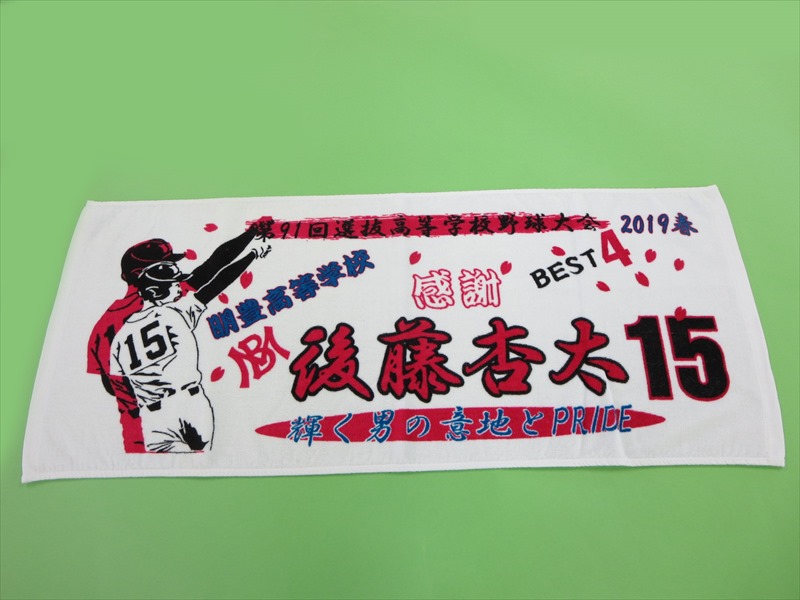 第91回選抜高等学校野球大会 2019春
明豊高等学校
感謝
BEST4
後藤杏太 15
輝く男の意地とPRIDE
15